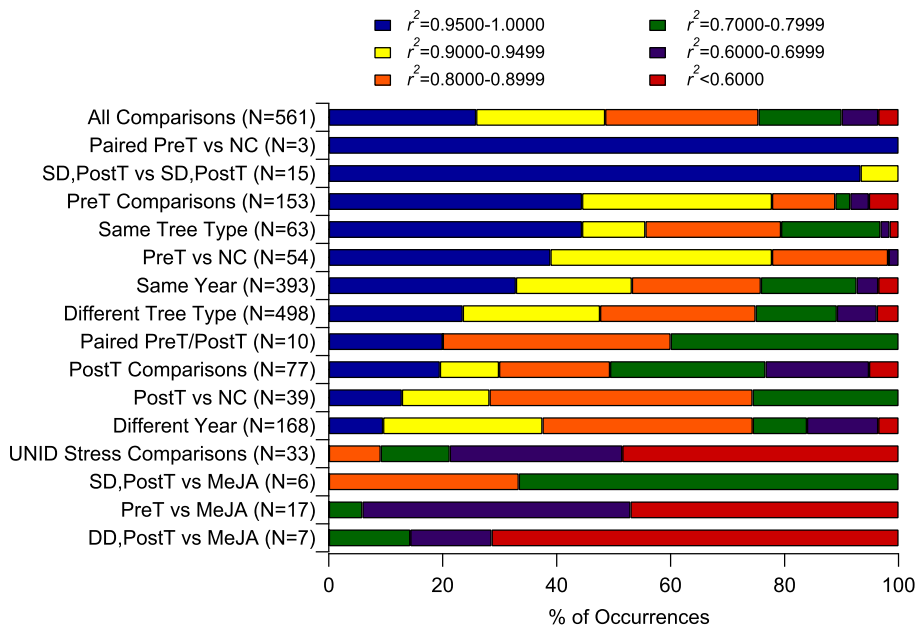 r²=0.9500-1.0000
r²=0.9000-0.9499
r²=0.8000-0.8999
r²=0.7000-0.7999
r²=0.6000-0.6999
r²<0.6000
All Comparisons (N=561)
Paired PreT vs NC (N=3)
SD,PostT vs SD,PostT (N=15)
PreT Comparisons (N=153)
Same Tree Type (N=63)
PreT vs NC (N=54)
Same Year (N=393)
Different Tree Type (N=498)
Paired PreT/PostT (N=10)
PostT Comparisons (N=77)
PostT vs NC (N=39)
Different Year (N=168)
UNID Stress Comparisons (N=33)
SD,PostT vs MeJA (N=6)
PreT vs MeJA (N=17)
DD,PostT vs MeJA (N=7)
0 20 40 60 80 100
% of Occurrences